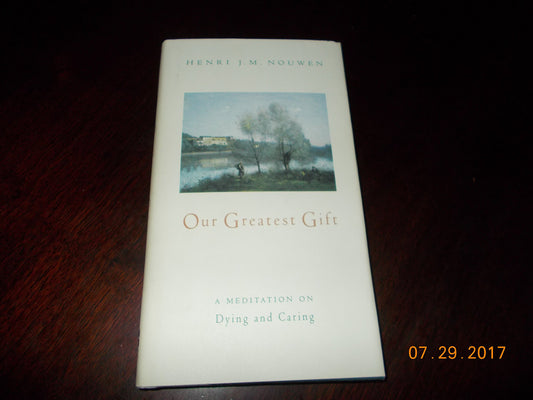 HENRI J. M. NOUWEN
Our Greatest Gift
A MEDITATION ON
Dying and Caring
07.29.2017